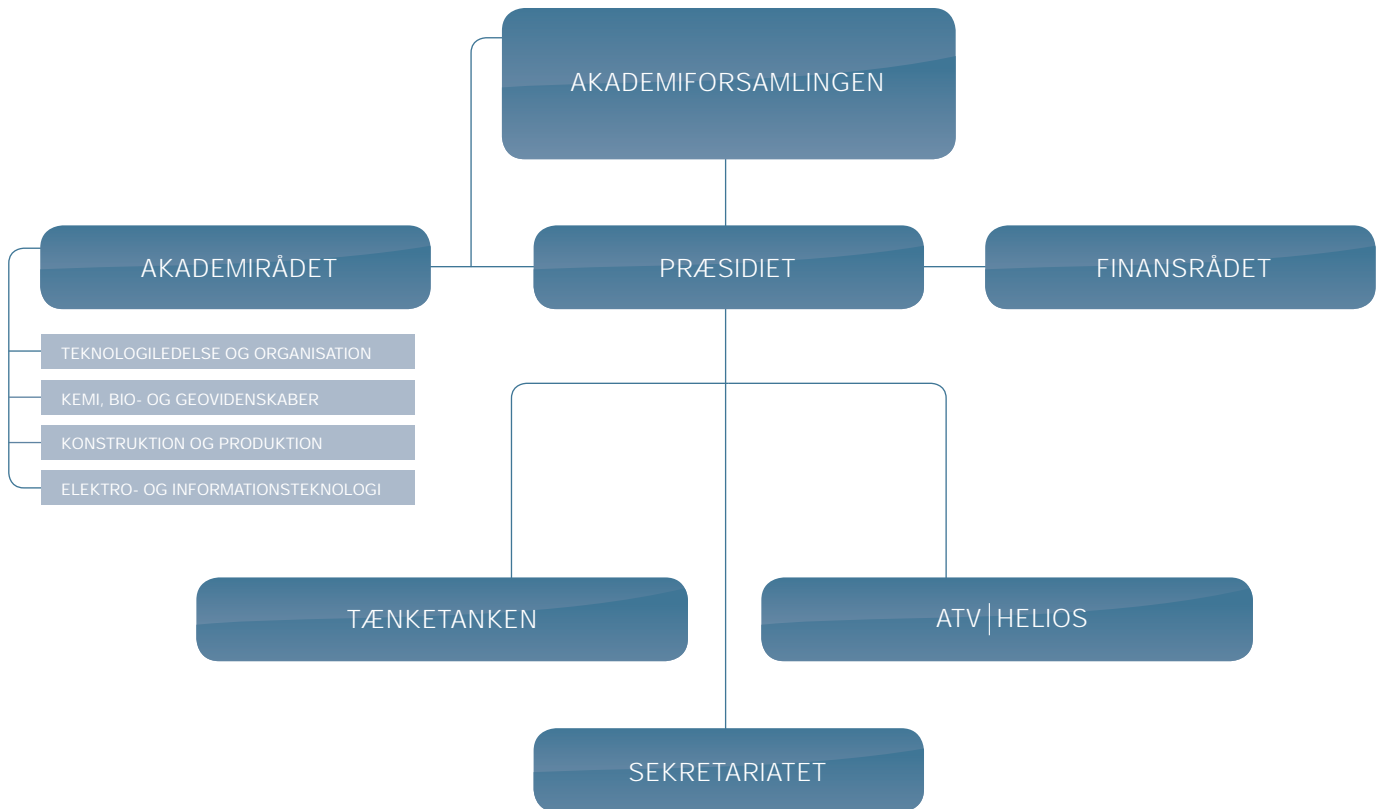 AKADEMIFORSAMLINGEN
AKADEMIRÅDET
PRÆSIDIET
FINANSRÅDET
TEKNOLOGILEDELSE OG ORGANISATION
KEMI, BIO- OG GEOVIDENSKABER
KONSTRUKTION OG PRODUKTION
ELEKTRO- OG INFORMATIONSTEKNOLOGI
TÆNKETANKEN
ATV|HELIOS
SEKRETARIATET